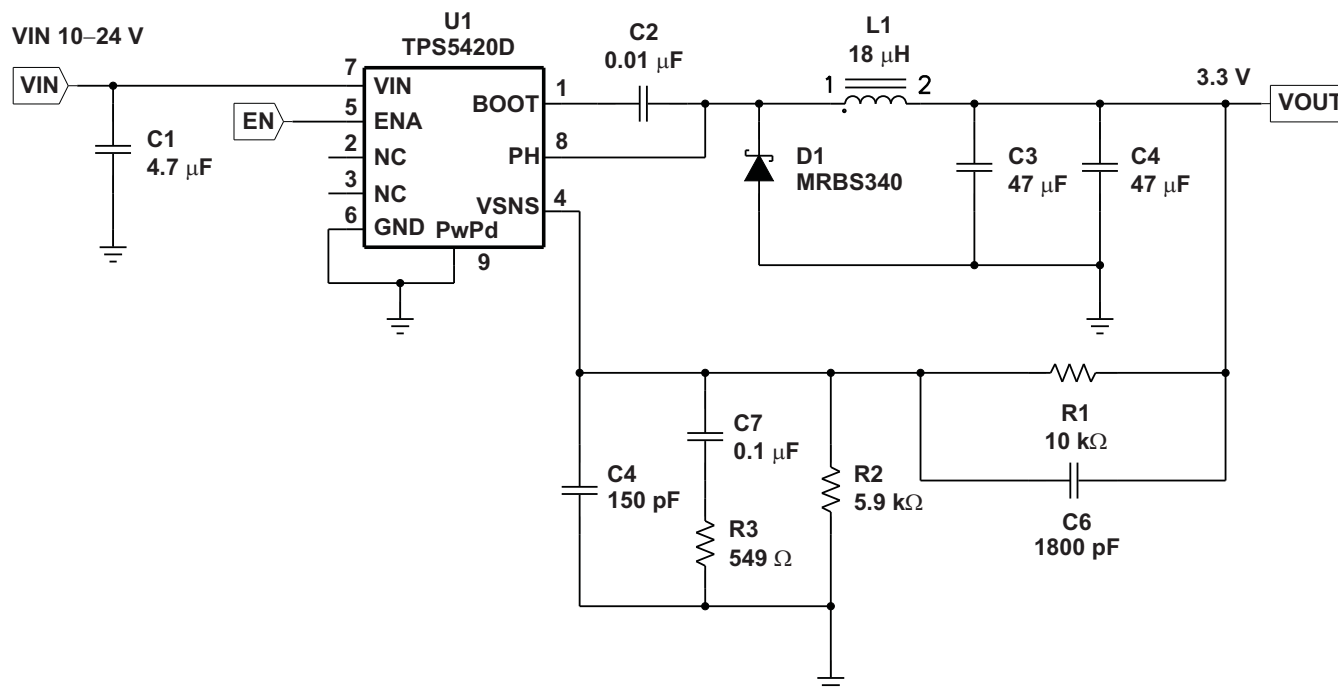 VIN 10–24 V
VIN
C1
4.7 μF
EN
U1
TPS5420D
7
VIN
5
ENA
2
NC
3
NC
6
GND
PwPd
9
BOOT
1
PH
8
VSNS
4
C2
0.01 μF
L1
18 μH
1
2
D1
MRBS340
C3
47 μF
C4
47 μF
3.3 V
VOUT
C4
150 pF
C7
0.1 μF
R3
549 Ω
R2
5.9 kΩ
R1
10 kΩ
C6
1800 pF